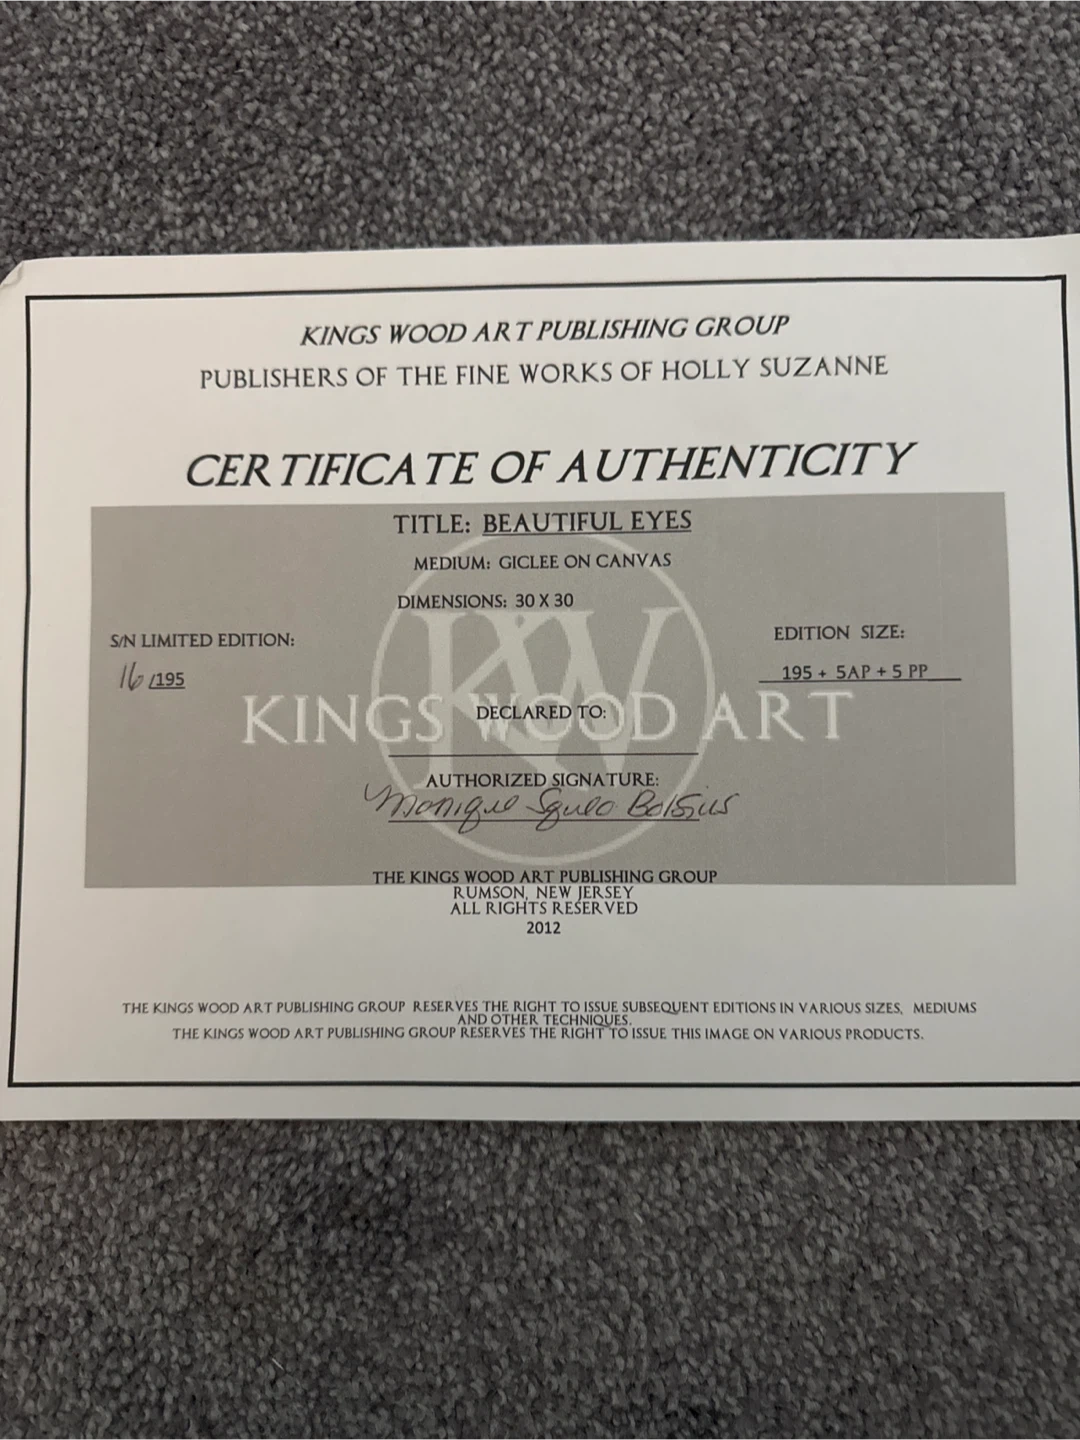 KINGS WOOD ART PUBLISHING GROUP
PUBLISHERS OF THE FINE WORKS OF HOLLY SUZANNE
CERTIFICATE OF AUTHENTICITY
TITLE: BEAUTIFUL EYES
MEDIUM: GICLEE ON CANVAS
DIMENSIONS: 30 X 30
S/N LIMITED EDITION:
16/195
EDITION SIZE:
195 + 5AP + 5 PP
KW
KINGS WOOD ART
DECLARED TO:
AUTHORIZED SIGNATURE:
Monique
THE KINGS WOOD ART PUBLISHING GROUP
RUMSON, NEW JERSEY
ALL RIGHTS RESERVED
2012
THE KINGS WOOD ART PUBLISHING GROUP RESERVES THE RIGHT TO ISSUE SUBSEQUENT EDITIONS IN VARIOUS SIZES, MEDIUMS
AND OTHER TECHNIQUES.
THE KINGS WOOD ART PUBLISHING GROUP RESERVES THE RIGHT TO ISSUE THIS IMAGE ON VARIOUS PRODUCTS.